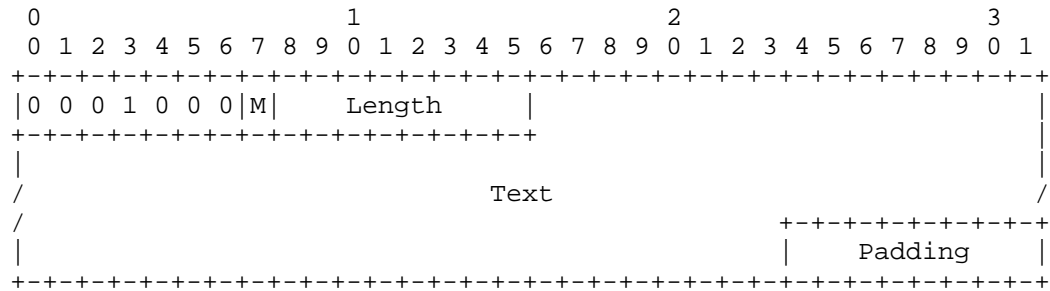 0                   1                   2                   3
 0 1 2 3 4 5 6 7 8 9 0 1 2 3 4 5 6 7 8 9 0 1 2 3 4 5 6 7 8 9 0 1
+-+-+-+-+-+-+-+-+-+-+-+-+-+-+-+-+-+-+-+-+-+-+-+-+-+-+-+-+-+-+-+-+
|0 0 0 1 0 0 0|M|    Length     |                               |
+-+-+-+-+-+-+-+-+-+-+-+-+-+-+-+-+                               |
|                                                               |
/                             Text                              /
/                                               +-+-+-+-+-+-+-+-+
|                                               |    Padding    |
+-+-+-+-+-+-+-+-+-+-+-+-+-+-+-+-+-+-+-+-+-+-+-+-+-+-+-+-+-+-+-+-+